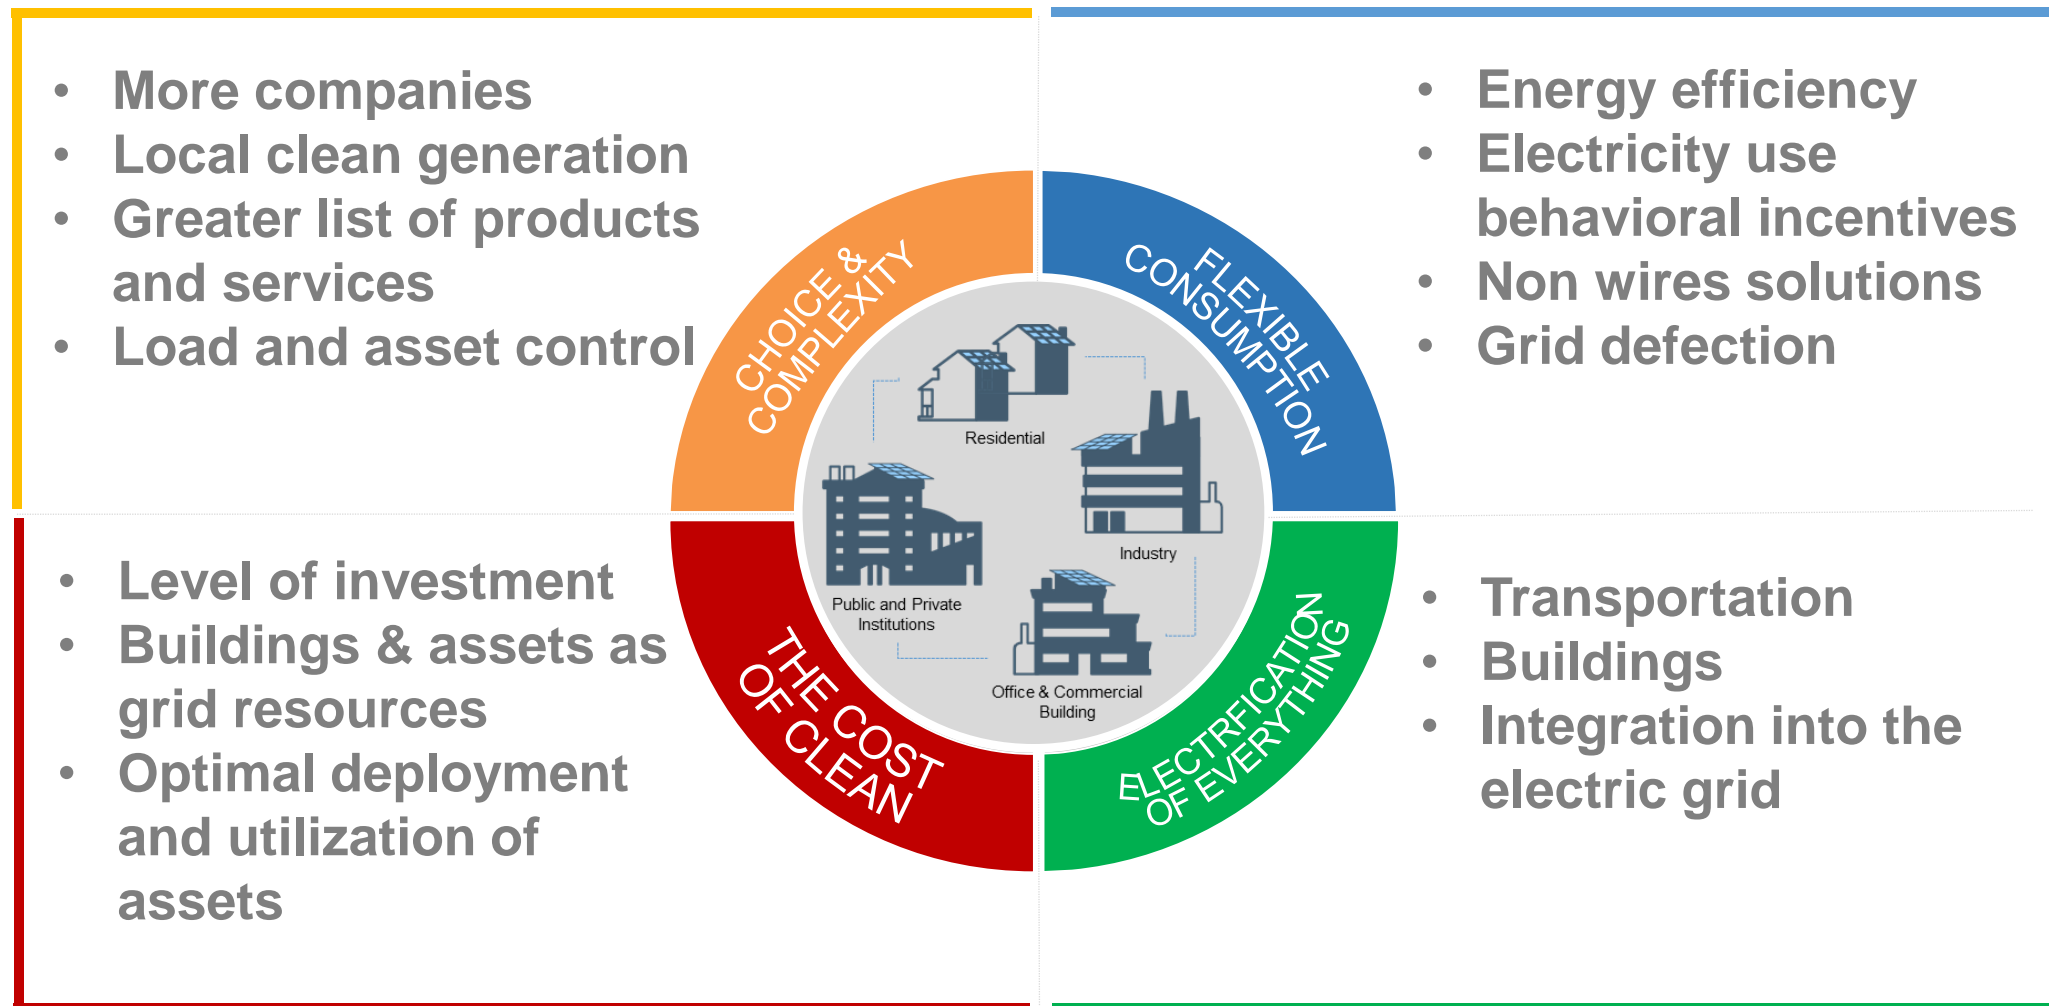 • More companies
• Local clean generation
• Greater list of products
and services
• Load and asset control
• Energy efficiency
• Electricity use
behavioral incentives
• Non wires solutions
• Grid defection
CHOICE &
COMPLEXITY
FLEXIBLE
CONSUMPTION
Residential
Industry
Public and Private
Institutions
Office & Commercial
Building
THE COST
OF CLEAN
ELECTRFICATION
OF EVERYTHING
• Level of investment
• Buildings & assets as
grid resources
• Optimal deployment
and utilization of
assets
• Transportation
• Buildings
• Integration into the
electric grid